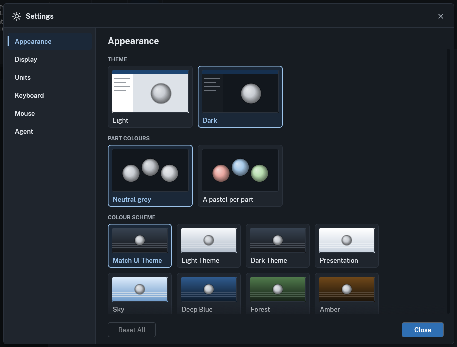 Settings
Appearance
Display
Units
Keyboard
Mouse
Agent
Appearance
THEME
Light
Dark
PART COLOURS
Neutral grey
A pastel per part
COLOUR SCHEME
Match UI Theme
Light Theme
Dark Theme
Presentation
Sky
Deep Blue
Forest
Amber
Reset All
Close